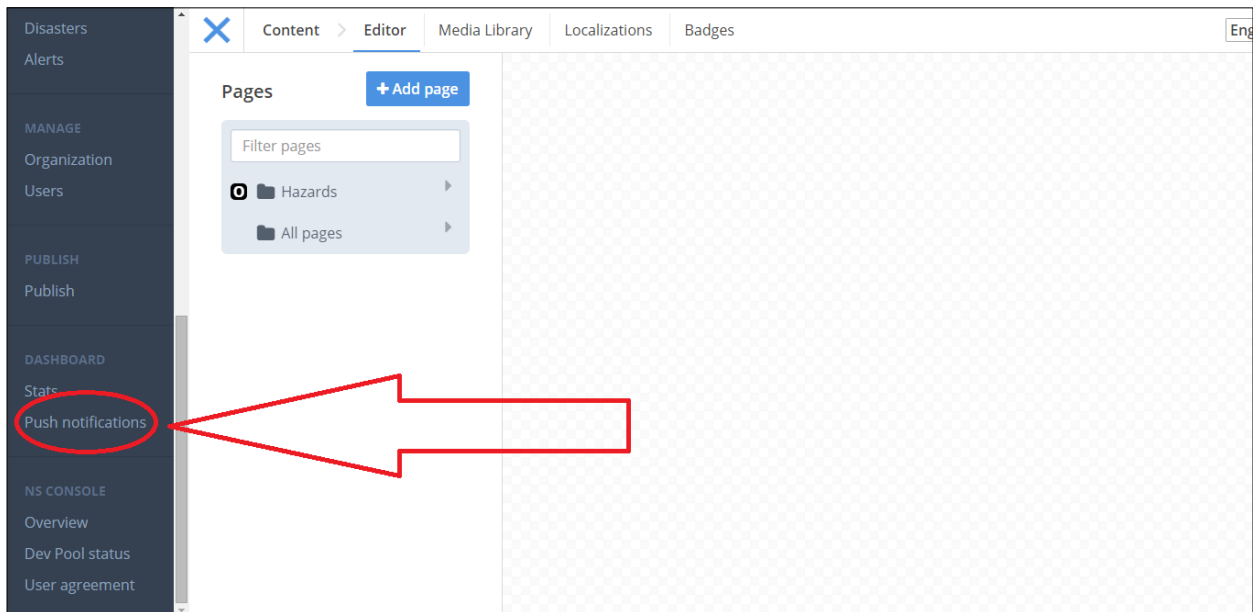 Disasters
Alerts
MANAGE
Organization
Users
PUBLISH
Publish
DASHBOARD
Stats
Push notifications
NS CONSOLE
Overview
Dev Pool status
User agreement
Content > Editor Media Library Localizations Badges Eng
Pages + Add page
Filter pages
O Hazards
All pages